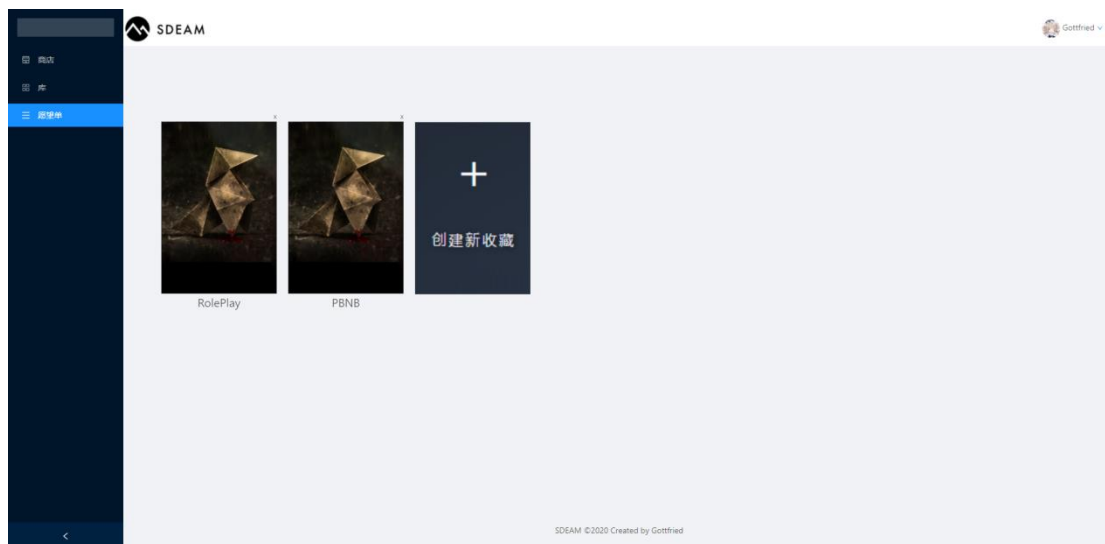 SDEAM
Gottfried
商店
库
愿望单
x
x
创建新收藏
RolePlay
PBNB
SDEAM ©2020 Created by Gottfried